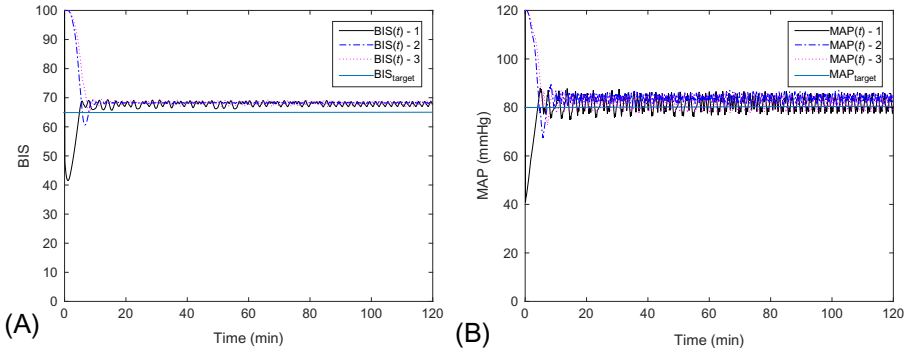 100
90
80
70
60
50
40
30
20
10
0
BIS
0 20 40 60 80 100 120
Time (min)
BIS(t) - 1
BIS(t) - 2
BIS(t) - 3
BIStarget
(A)
120
100
80
60
40
20
0
MAP (mmHg)
0 20 40 60 80 100 120
Time (min)
MAP(t) - 1
MAP(t) - 2
MAP(t) - 3
MAPtarget
(B)